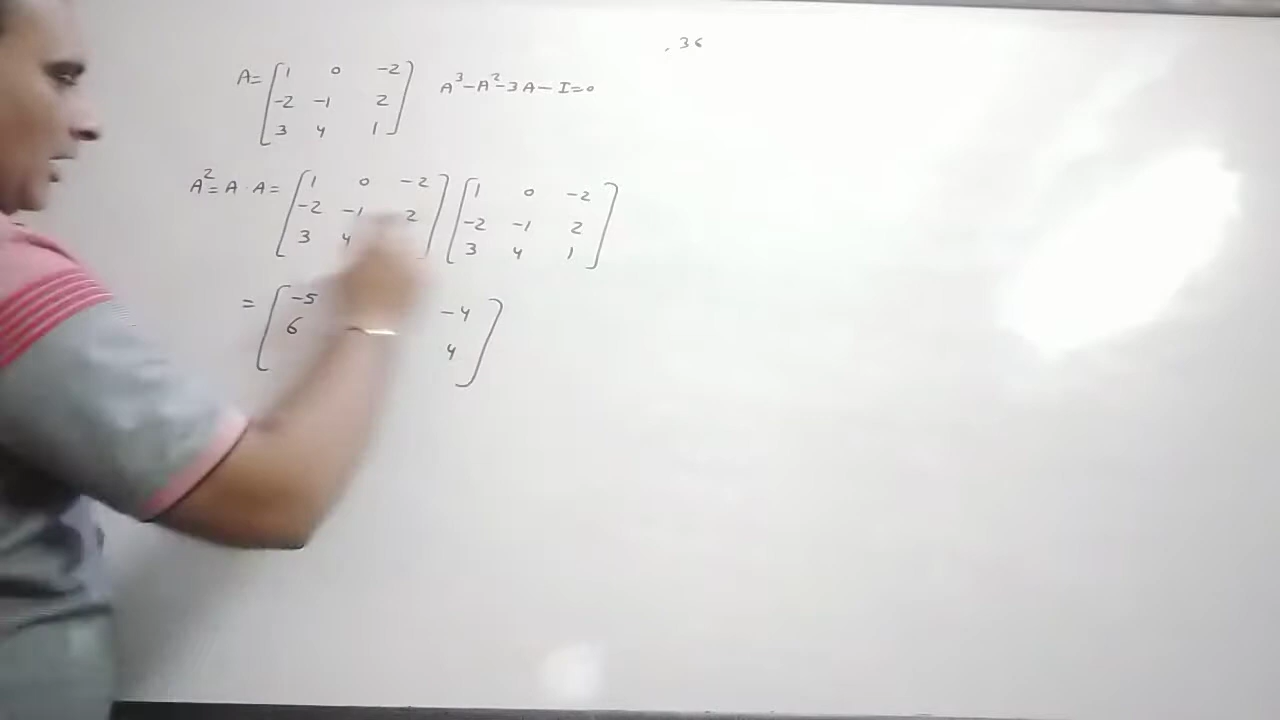 , 36
A= [1 0 -2 A³-A²-3A-I=0
-2 -1 2
3 4 1]
A²=A·A= [1 0 -2] [1 0 -2]
-2 -1 2 -2 -1 2
3 4 3 4 1
= [-5 -4]
6 4